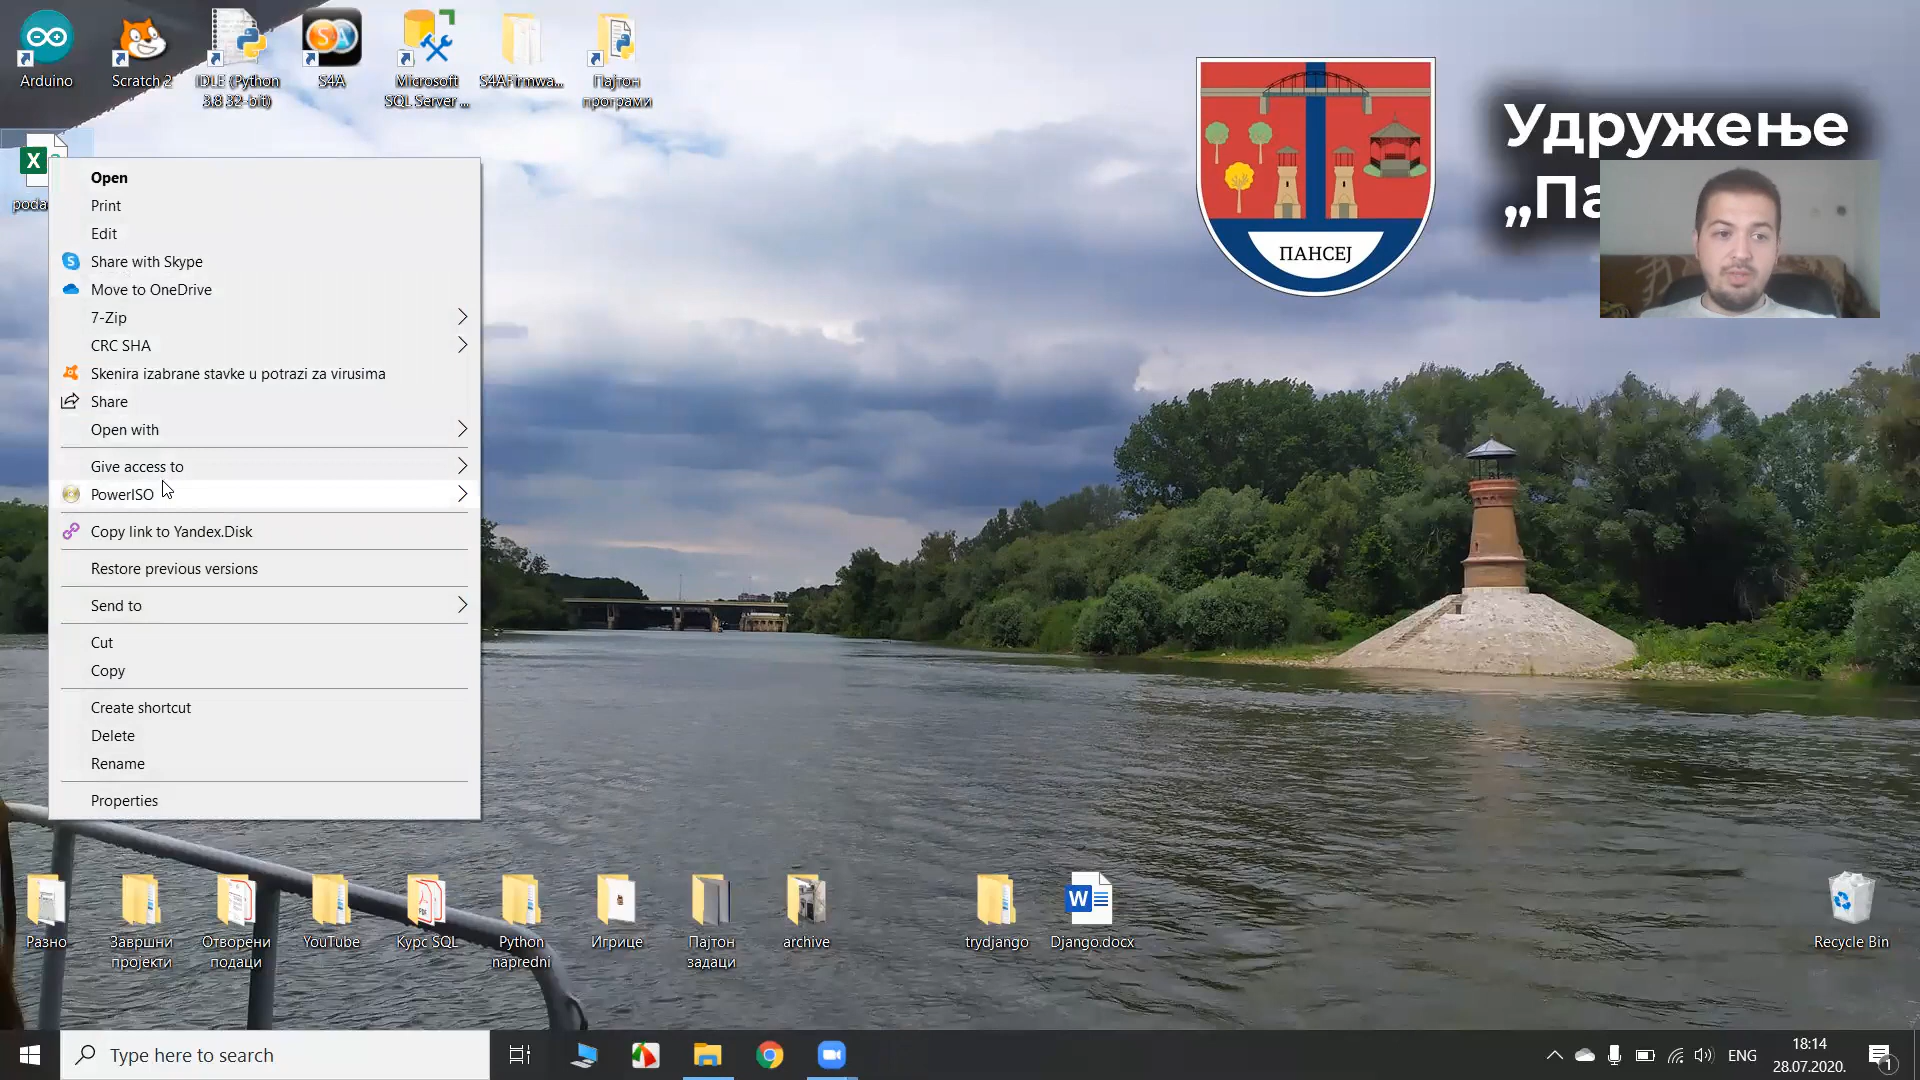 Arduino
Scratch 2
IDLE (Python
3.8 32-bit)
S4A
Microsoft
SQL Server ...
S4AFirmwa...
Пајтон
програми
Удружење
„Па
ПАНСЕЈ
poda
Open
Print
Edit
Share with Skype
Move to OneDrive
7-Zip
CRC SHA
Skenira izabrane stavke u potrazi za virusima
Share
Open with
Give access to
PowerISO
Copy link to Yandex.Disk
Restore previous versions
Send to
Cut
Copy
Create shortcut
Delete
Rename
Properties
Разно
Завршни
пројекти
Отворени
подаци
YouTube
Курс SQL
Python
napredni
Игрице
Пајтон
задаци
archive
trydjango
Django.docx
Recycle Bin
Type here to search
ENG
18:14
28.07.2020.
1